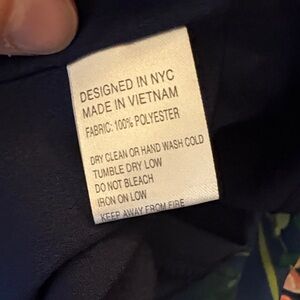 DESIGNED IN NYC
MADE IN VIETNAM
FABRIC: 100% POLYESTER
DRY CLEAN OR HAND WASH COLD
TUMBLE DRY LOW
DO NOT BLEACH
IRON ON LOW
KEEP AWAY FROM FIRE